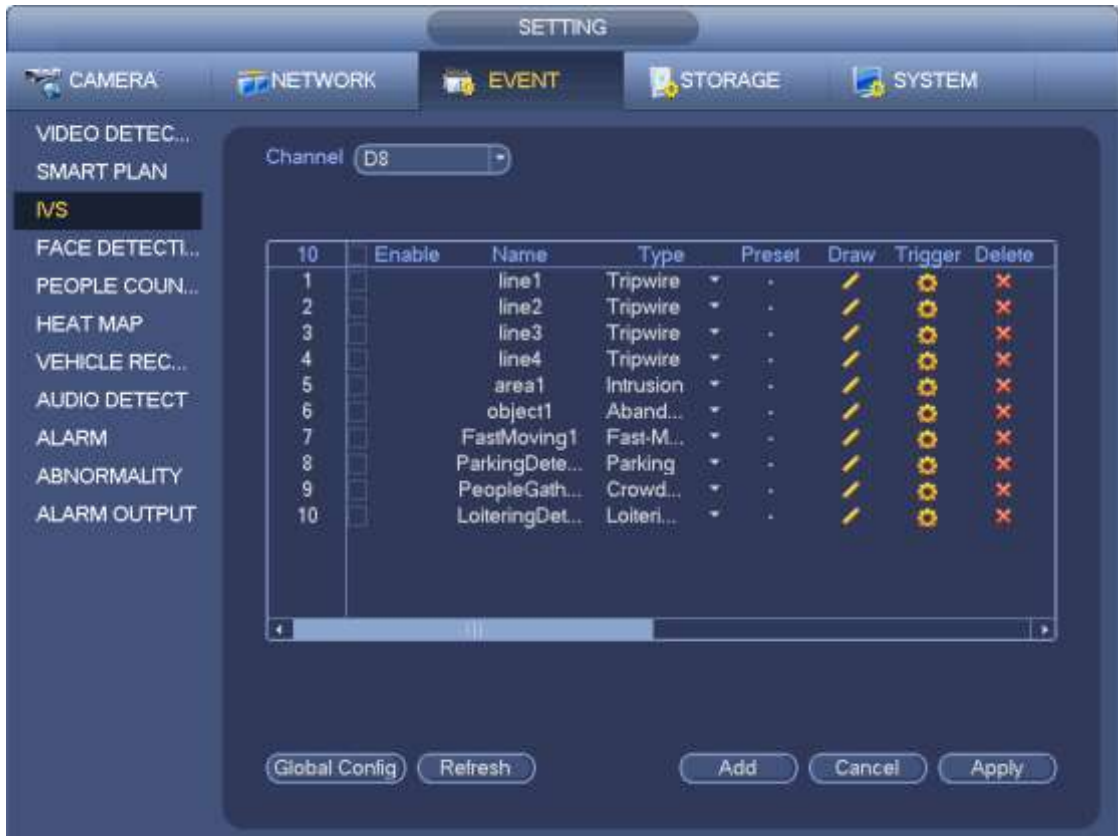 SETTING
CAMERA NETWORK EVENT STORAGE SYSTEM
VIDEO DETEC...
SMART PLAN
IVS
FACE DETECTI...
PEOPLE COUN...
HEAT MAP
VEHICLE REC...
AUDIO DETECT
ALARM
ABNORMALITY
ALARM OUTPUT
Channel D8
10 Enable Name Type Preset Draw Trigger Delete
1 line1 Tripwire -
2 line2 Tripwire -
3 line3 Tripwire -
4 line4 Tripwire -
5 area1 Intrusion -
6 object1 Aband... -
7 FastMoving1 Fast-M... -
8 ParkingDete... Parking -
9 PeopleGath... Crowd... -
10 LoiteringDet... Loiteri... -
Global Config Refresh Add Cancel Apply